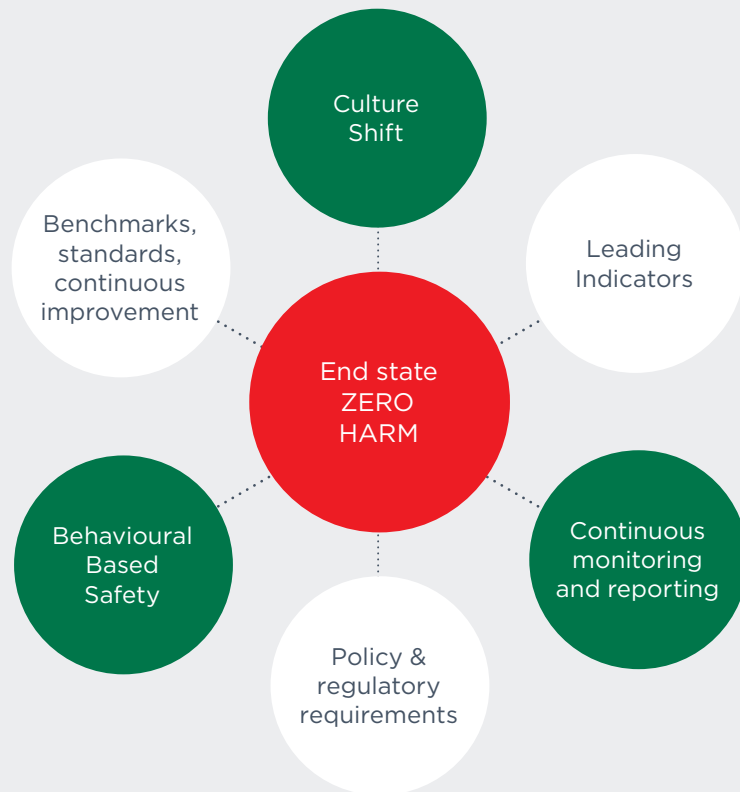 Culture
Shift
Benchmarks,
standards,
continuous
improvement
Leading
Indicators
End state
ZERO
HARM
Behavioural
Based
Safety
Continuous
monitoring
and reporting
Policy &
regulatory
requirements